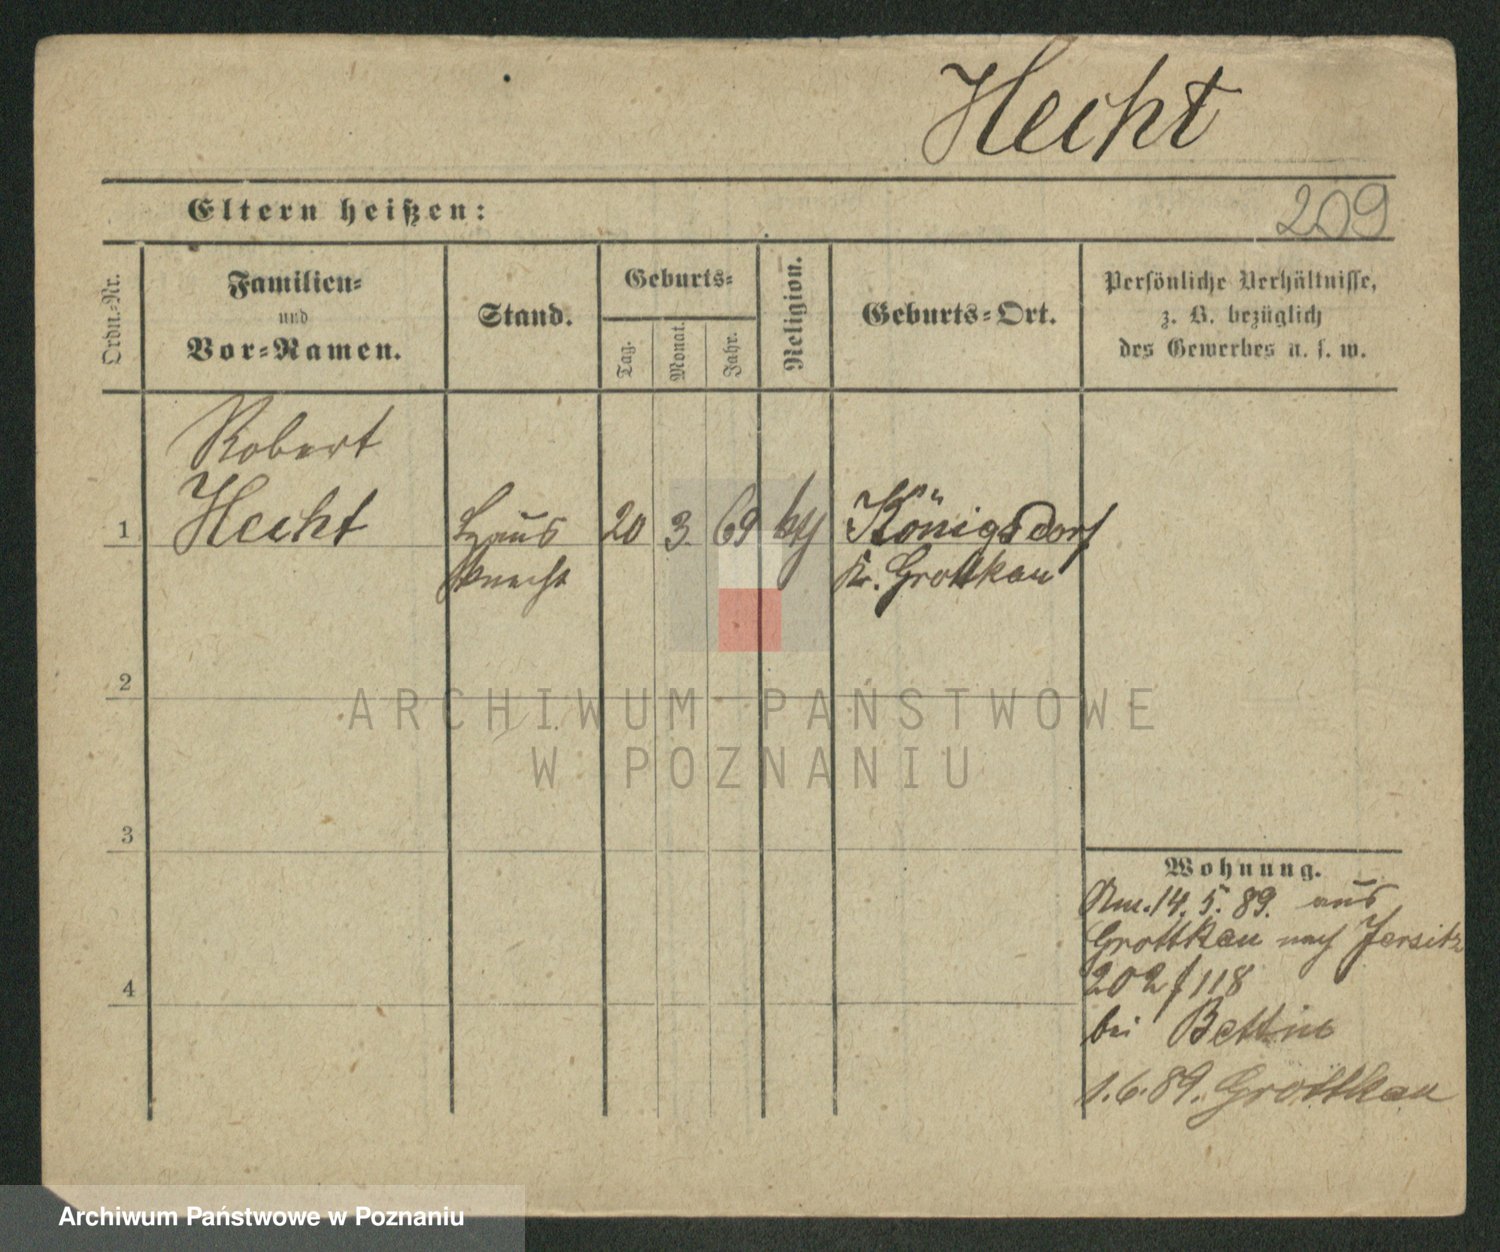 Hecht
Eltern heißen:
209
Ordn.-Nr.
Familien-
und
Vor-Namen.
Stand.
Geburts-
Tag.
Monat.
Jahr.
Religion.
Geburts-Ort.
Persönliche Verhältnisse,
z. B. bezüglich
des Gewerbes u. s. w.
Robert
1 Hecht Haus 20 3. 69 Königsdorf
knecht Kr. Grottkau
2
ARCHIWUM PAŃSTWOWE
W POZNANIU
3
Wohnung.
14. 5. 89. aus
Grottkau nach Jersitz
202/118
4
bei
1. 6. 89. Grottkau
Archiwum Państwowe w Poznaniu